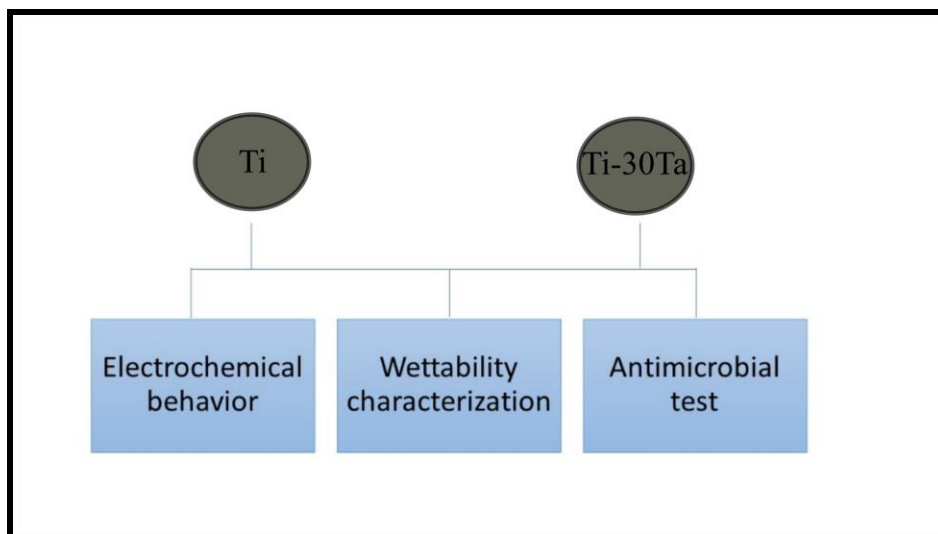 Ti
Ti-30Ta
Electrochemical
behavior
Wettability
characterization
Antimicrobial
test